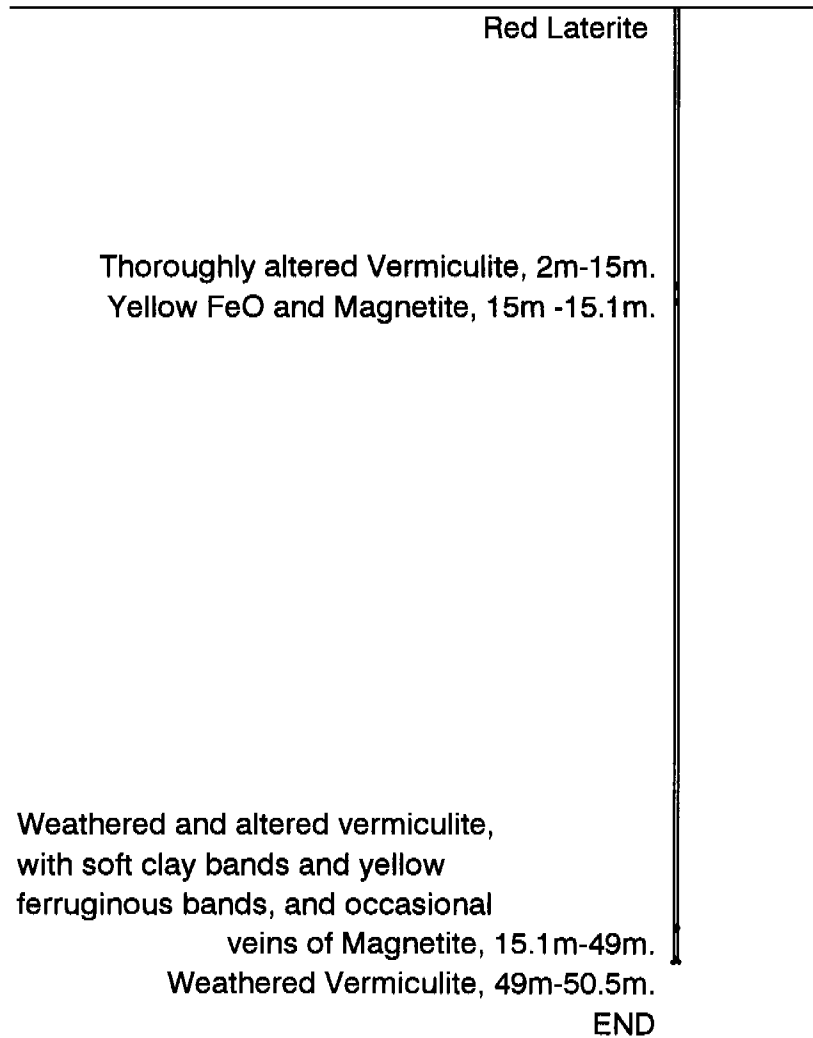 Red Laterite
Thoroughly altered Vermiculite, 2m-15m.
Yellow FeO and Magnetite, 15m -15.1m.
Weathered and altered vermiculite,
with soft clay bands and yellow
ferruginous bands, and occasional
veins of Magnetite, 15.1m-49m.
Weathered Vermiculite, 49m-50.5m.
END